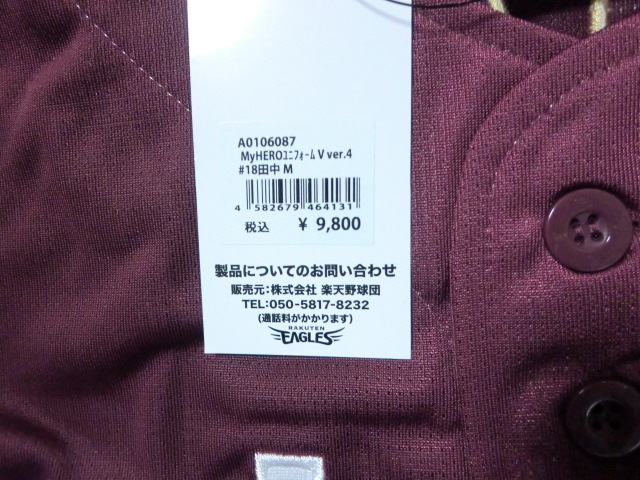 A0106087
MyHEROﾕﾆﾌｫｰﾑ V ver.4
#18田中 M
4 582679 464131
税込 ¥ 9,800
製品についてのお問い合わせ
販売元:株式会社 楽天野球団
TEL:050-5817-8232
(通話料がかかります)
RAKUTEN
EAGLES